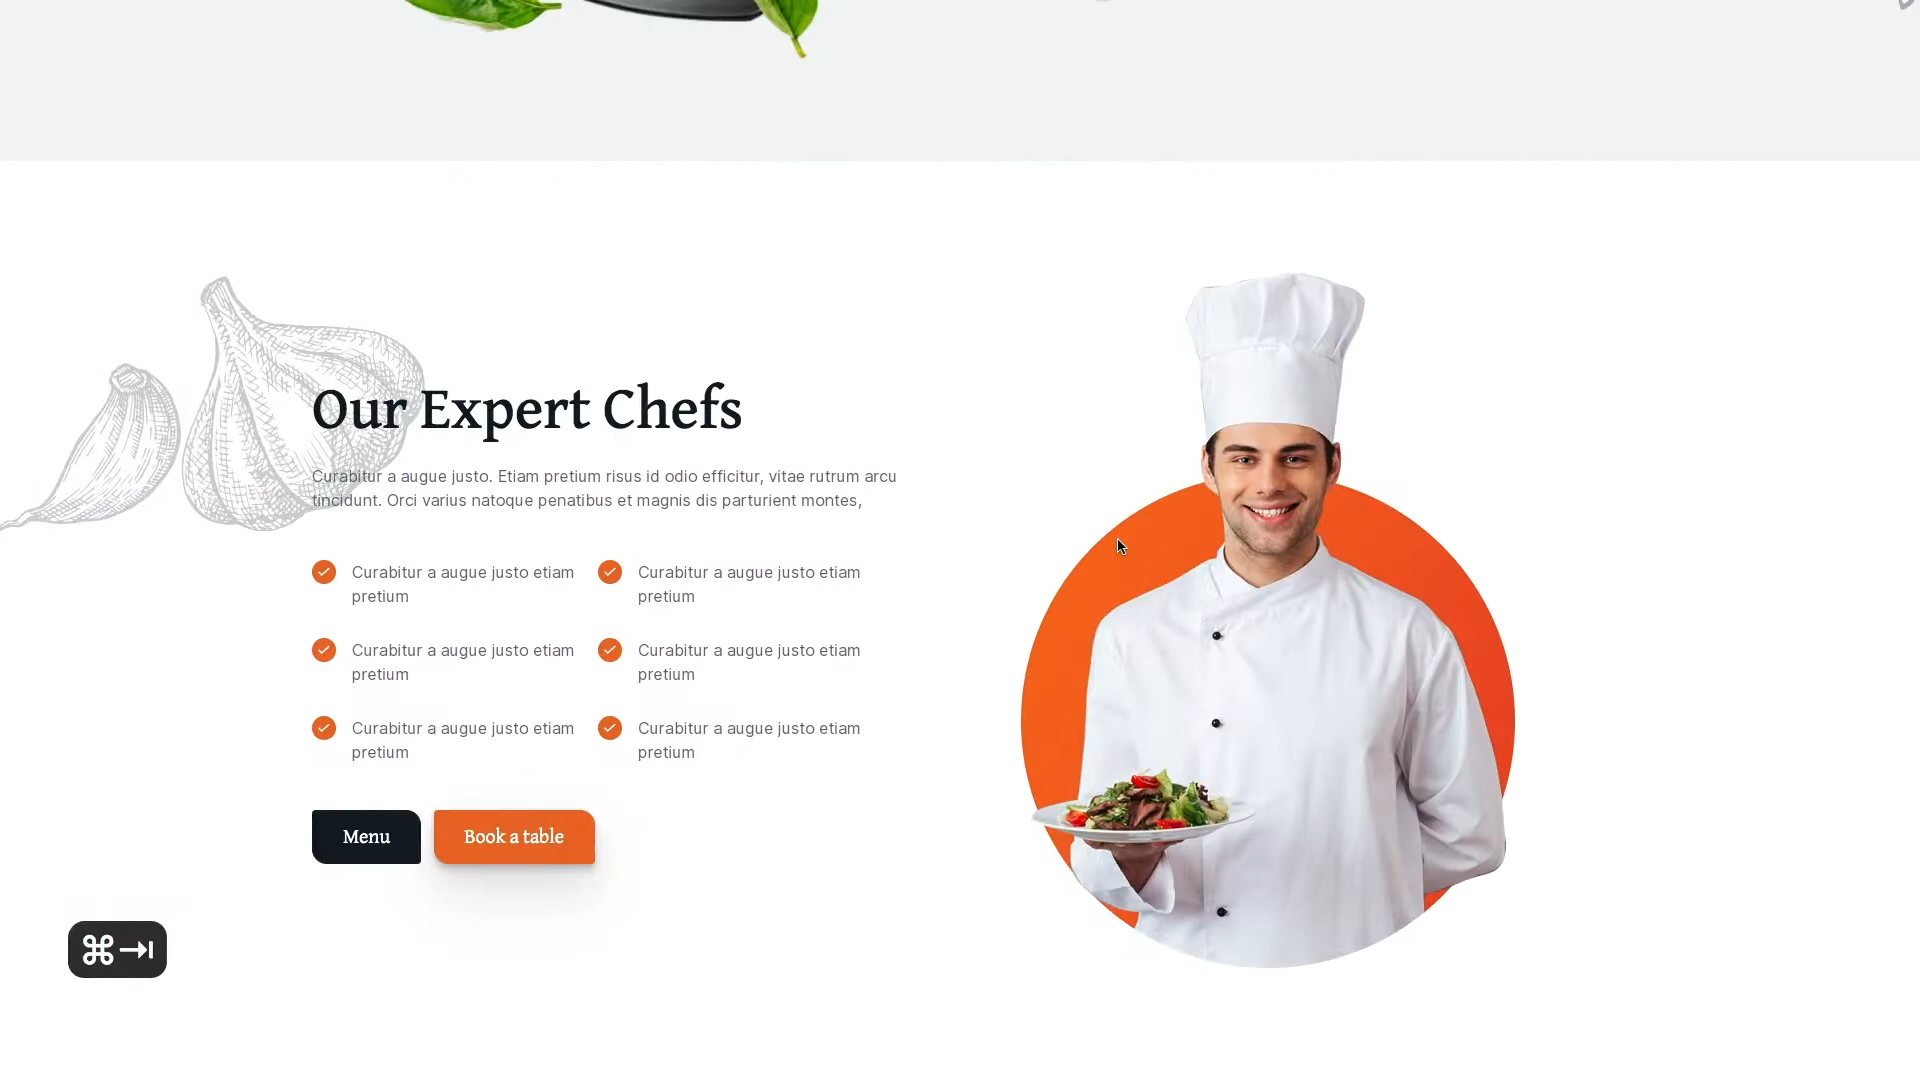 Our Expert Chefs
Curabitur a augue justo. Etiam pretium risus id odio efficitur, vitae rutrum arcu
tincidunt. Orci varius natoque penatibus et magnis dis parturient montes,
Curabitur a augue justo etiam
pretium
Curabitur a augue justo etiam
pretium
Curabitur a augue justo etiam
pretium
Curabitur a augue justo etiam
pretium
Curabitur a augue justo etiam
pretium
Curabitur a augue justo etiam
pretium
Menu
Book a table
⌘⇥